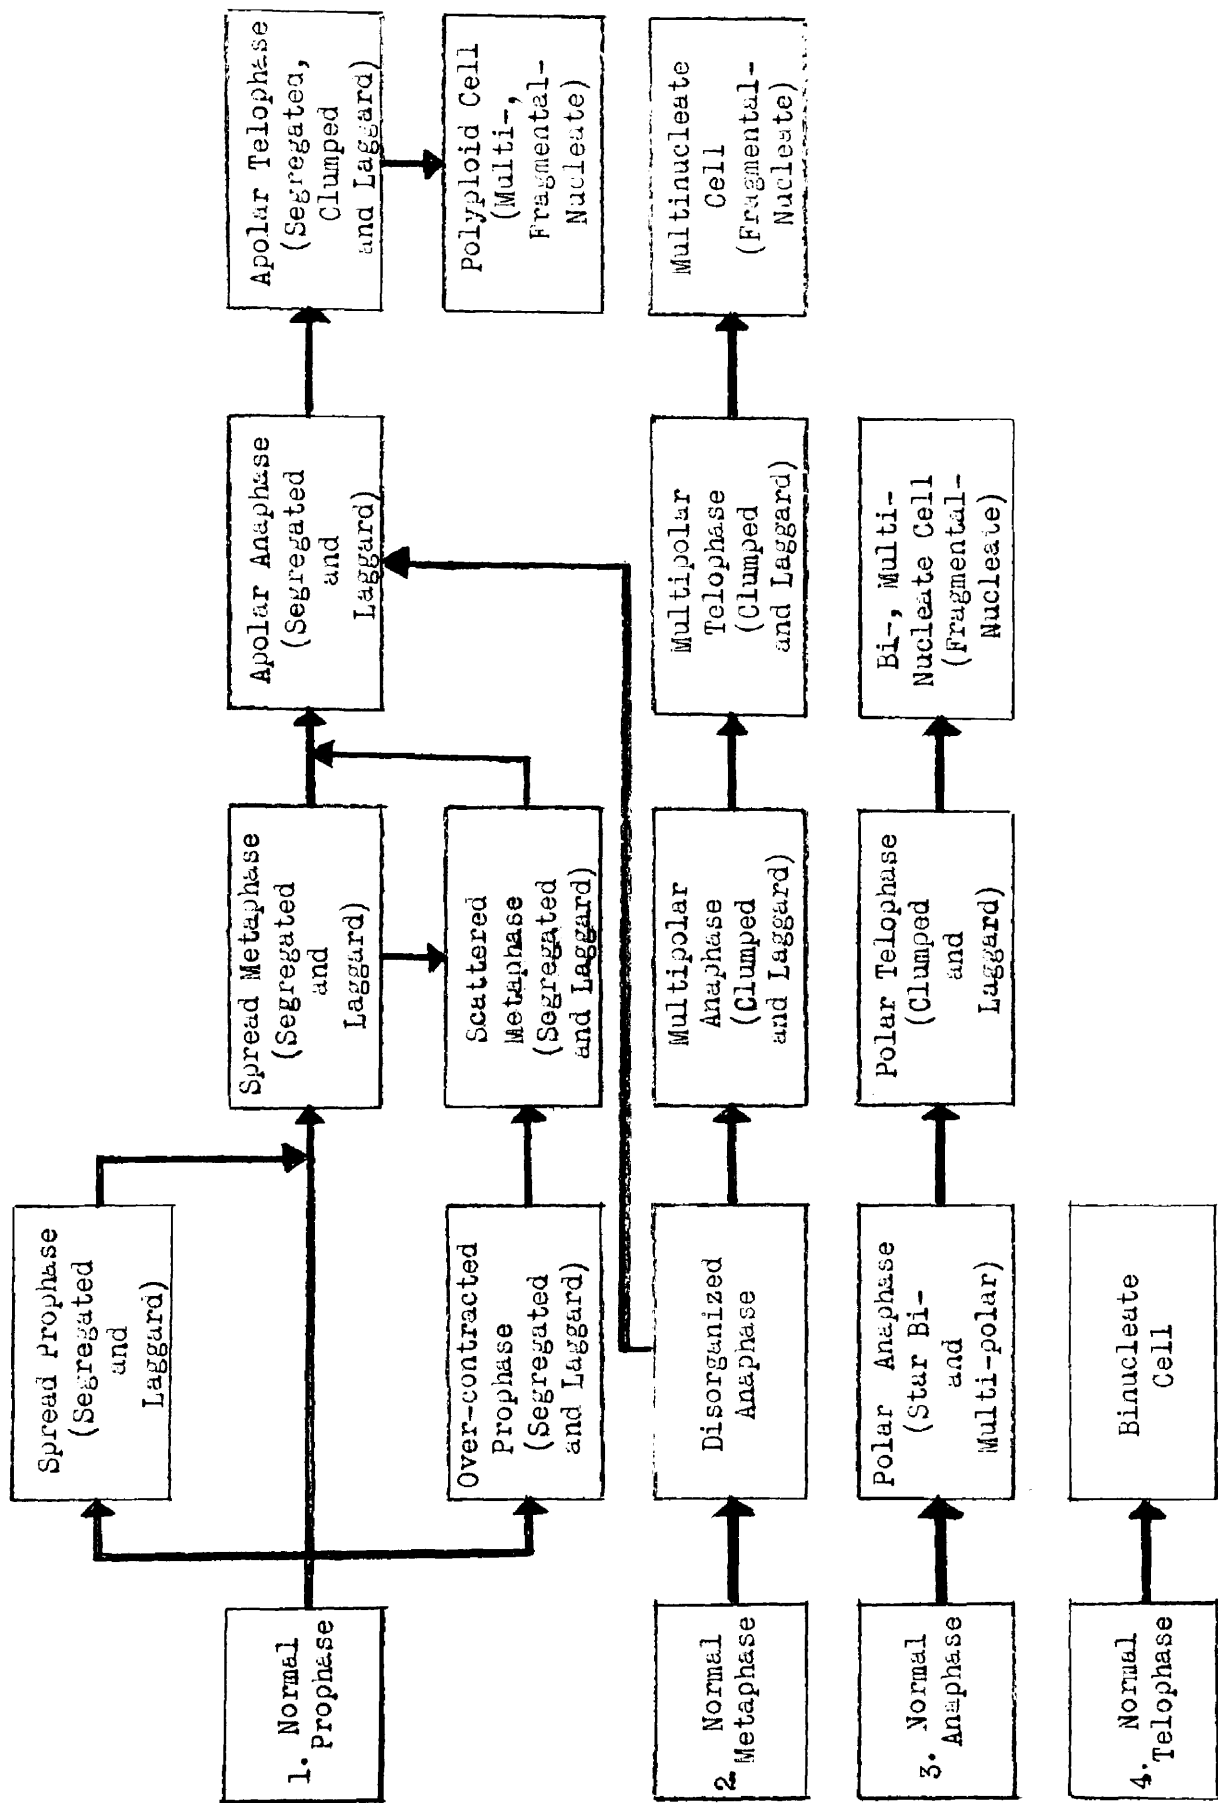 Spread Prophase
(Segregated
and
Laggard)
1. Normal
Prophase
Spread Metaphase
(Segregated
and
Laggard)
Apolar Anaphase
(Segregated
and
Laggard)
Apolar Telophase
(Segregated,
Clumped
and Laggard)
Over-contracted
Prophase
(Segregated
and Laggard)
Scattered
Metaphase
(Segregated
and Laggard)
Polyploid Cell
(Multi-,
Fragmental-
Nucleate)
2. Normal
Metaphase
Disorganized
Anaphase
Multipolar
Anaphase
(Clumped
and Laggard)
Multipolar
Telophase
(Clumped
and Laggard)
Multinucleate
Cell
(Fragmental-
Nucleate)
3. Normal
Anaphase
Polar Anaphase
(Star Bi-
and
Multi-polar)
Polar Telophase
(Clumped
and
Laggard)
Bi-, Multi-
Nucleate Cell
(Fragmental-
Nucleate)
4. Normal
Telophase
Binucleate
Cell